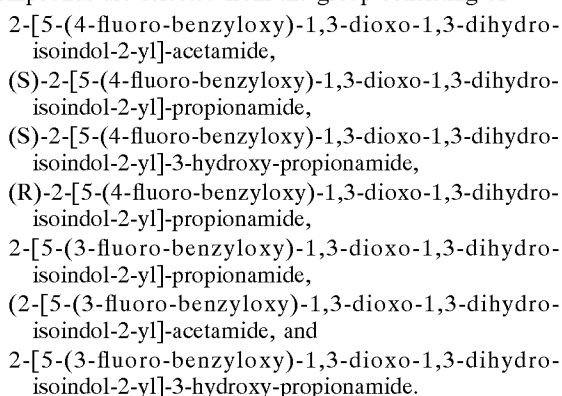 2-[5-(4-fluoro-benzyloxy)-1,3-dioxo-1,3-dihydro-
isoindol-2-yl]-acetamide,
(S)-2-[5-(4-fluoro-benzyloxy)-1,3-dioxo-1,3-dihydro-
isoindol-2-yl]-propionamide,
(S)-2-[5-(4-fluoro-benzyloxy)-1,3-dioxo-1,3-dihydro-
isoindol-2-yl]-3-hydroxy-propionamide,
(R)-2-[5-(4-fluoro-benzyloxy)-1,3-dioxo-1,3-dihydro-
isoindol-2-yl]-propionamide,
2-[5-(3-fluoro-benzyloxy)-1,3-dioxo-1,3-dihydro-
isoindol-2-yl]-propionamide,
(2-[5-(3-fluoro-benzyloxy)-1,3-dioxo-1,3-dihydro-
isoindol-2-yl]-acetamide, and
2-[5-(3-fluoro-benzyloxy)-1,3-dioxo-1,3-dihydro-
isoindol-2-yl]-3-hydroxy-propionamide.